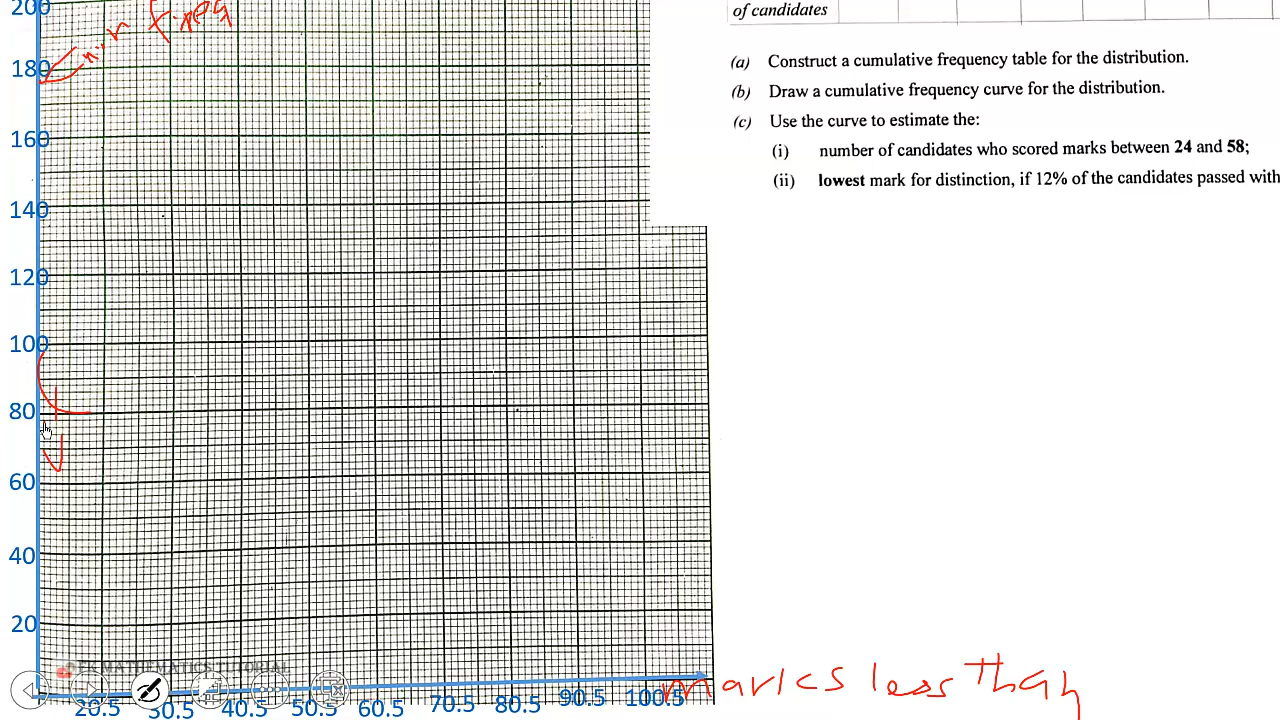 200
of candidates
(a) Construct a cumulative frequency table for the distribution.
180
(b) Draw a cumulative frequency curve for the distribution.
(c) Use the curve to estimate the:
160
(i) number of candidates who scored marks between 24 and 58;
(ii) lowest mark for distinction, if 12% of the candidates passed with
140
120
100
80
60
40
20
MATHEMATICS TUTORIAL
marks less than
20.5 30.5 40.5 50.5 60.5 70.5 80.5 90.5 100.5